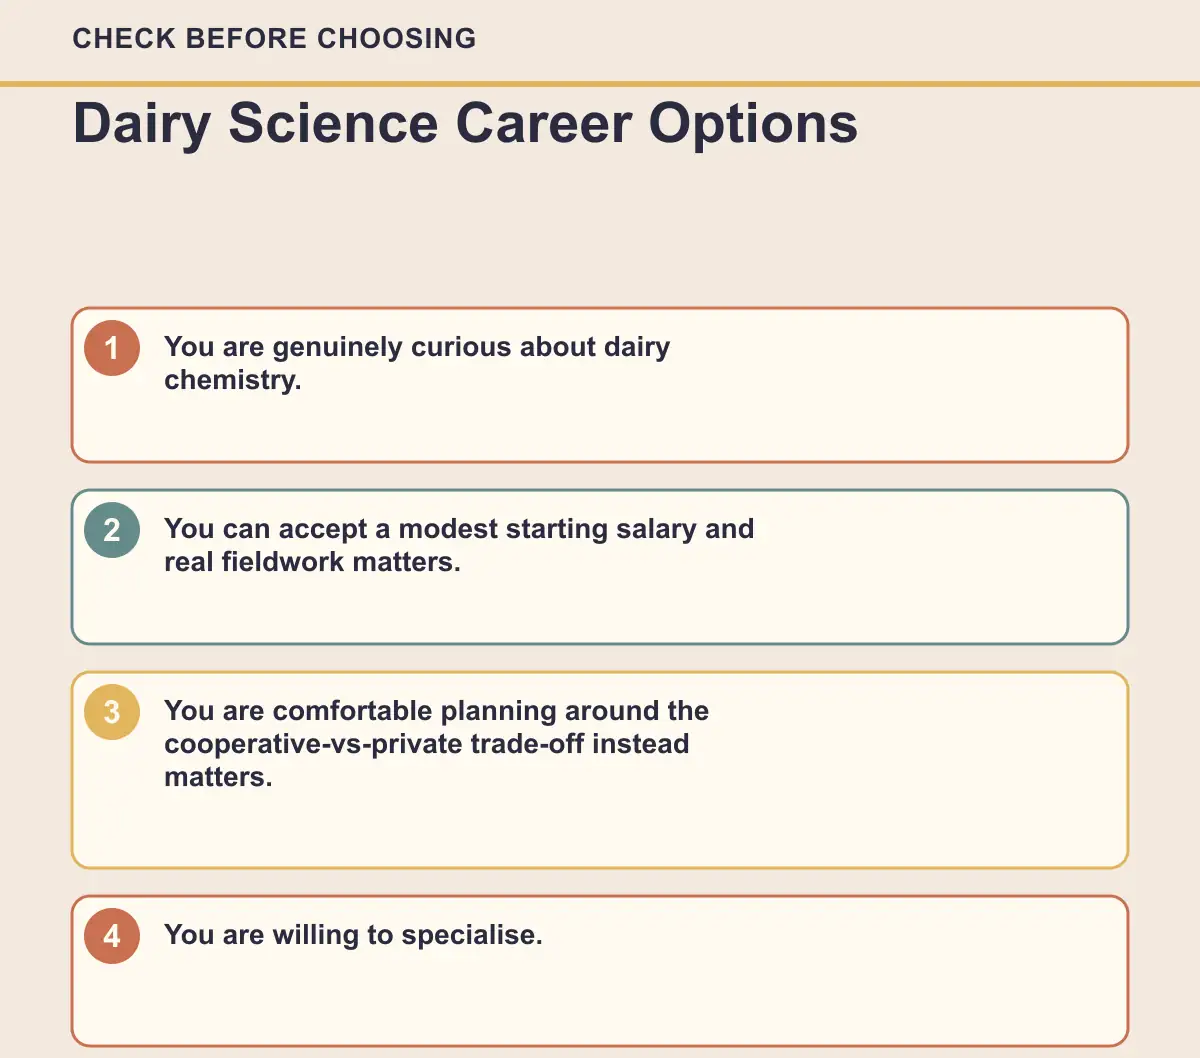 CHECK BEFORE CHOOSING
Dairy Science Career Options
1
You are genuinely curious about dairy
chemistry.
2
You can accept a modest starting salary and
real fieldwork matters.
3
You are comfortable planning around the
cooperative-vs-private trade-off instead
matters.
4
You are willing to specialise.